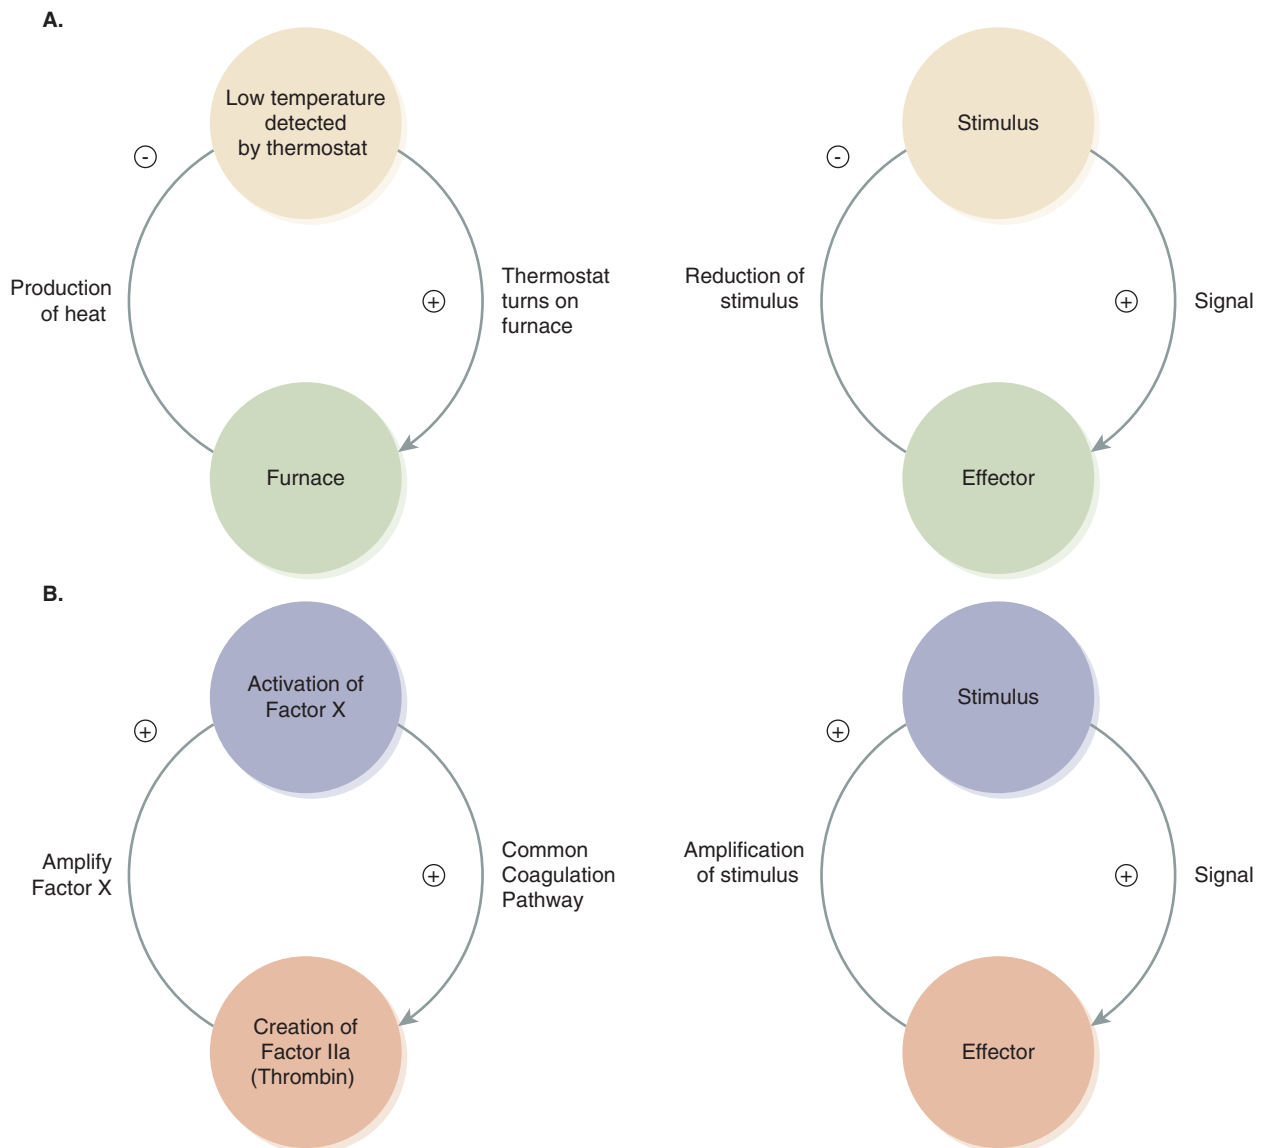 A.
Low temperature
detected
by thermostat
-
Production
of heat
+
Thermostat
turns on
furnace
Furnace
Stimulus
-
Reduction of
stimulus
+
Signal
Effector
B.
Activation of
Factor X
+
Amplify
Factor X
+
Common
Coagulation
Pathway
Creation of
Factor IIa
(Thrombin)
Stimulus
+
Amplification
of stimulus
+
Signal
Effector